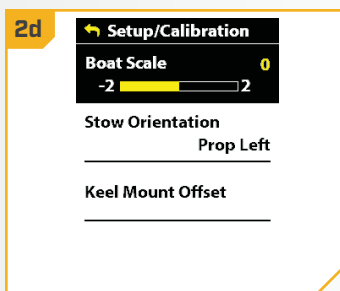 2d
Setup/Calibration
Boat Scale 0
-2 2
Stow Orientation
Prop Left
Keel Mount Offset